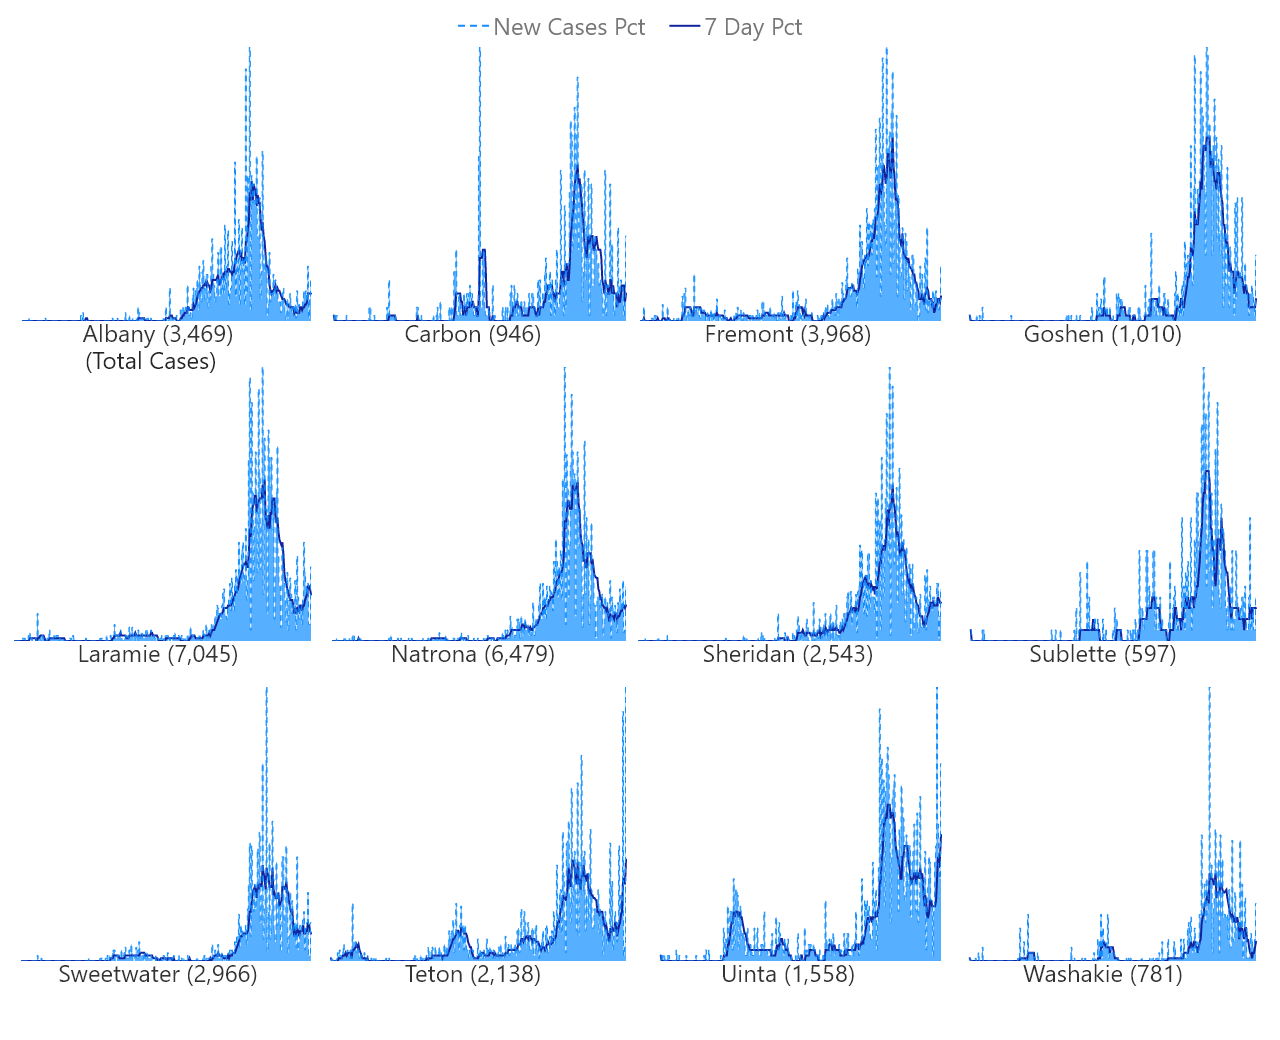 New Cases Pct 7 Day Pct
Albany (3,469) Carbon (946) Fremont (3,968) Goshen (1,010)
(Total Cases)
Laramie (7,045) Natrona (6,479) Sheridan (2,543) Sublette (597)
Sweetwater (2,966) Teton (2,138) Uinta (1,558) Washakie (781)